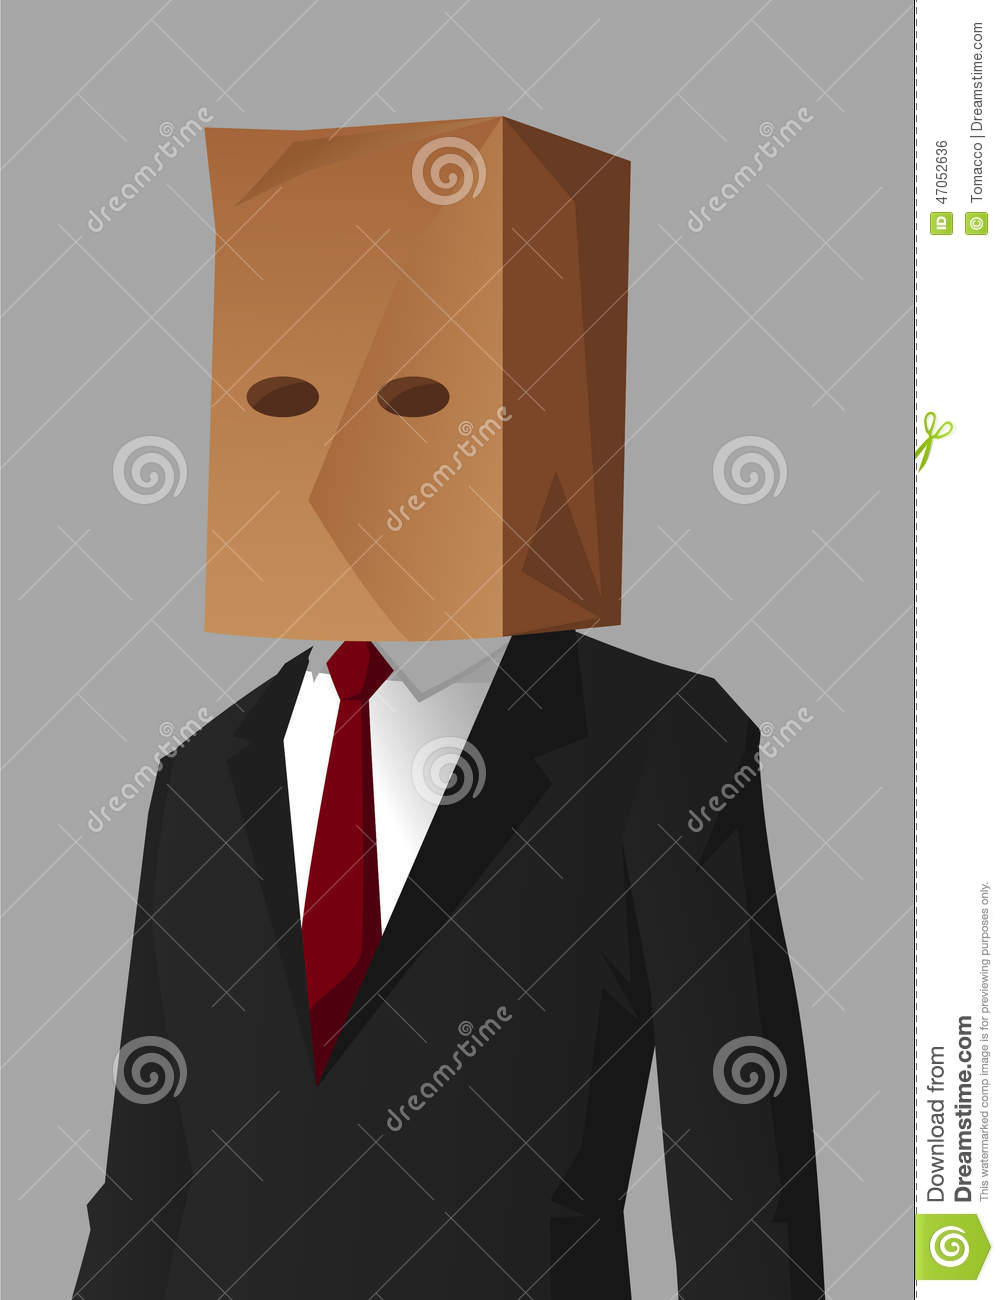 dreamstime
dreamstime
dreamstime
dreamstime
dreamstime
dreamstime
ID 47052636
© Tomacco | Dreamstime.com
Download from
Dreamstime.com
This watermarked comp image is for previewing purposes only.